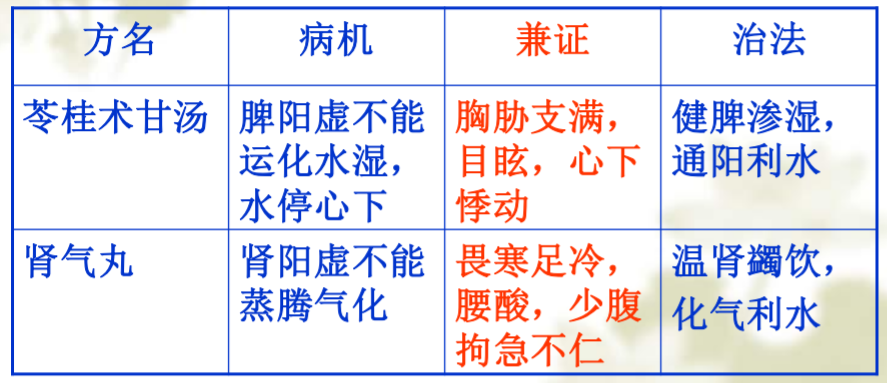 方名 病机 兼证 治法
苓桂术甘汤 脾阳虚不能 胸胁支满， 健脾渗湿，
运化水湿， 目眩，心下 通阳利水
水停心下 悸动
肾气丸 肾阳虚不能 畏寒足冷， 温肾蠲饮，
蒸腾气化 腰酸，少腹 化气利水
拘急不仁